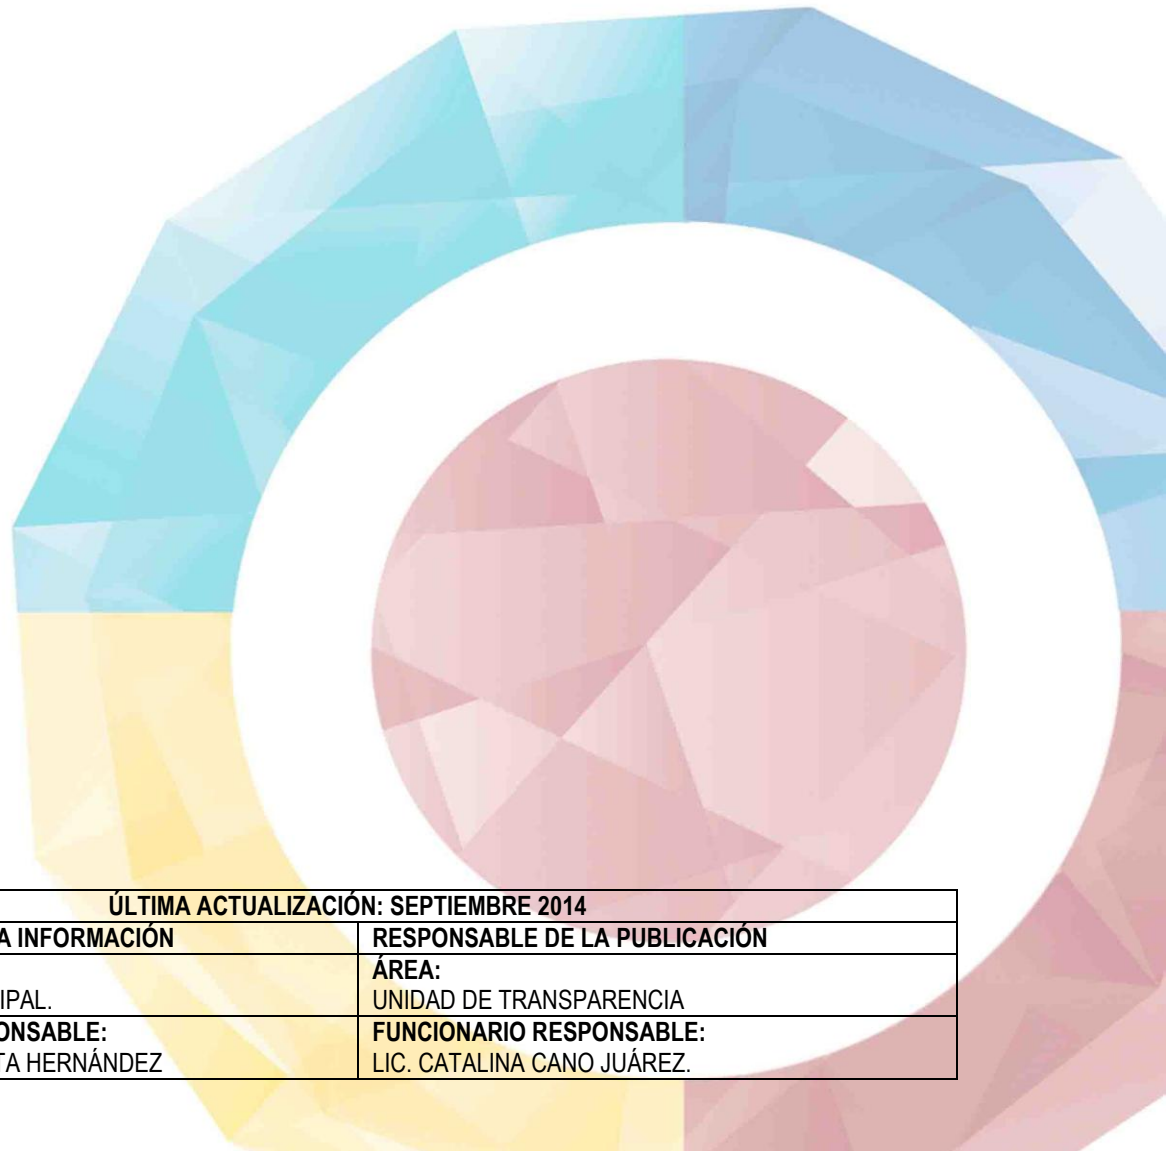 ÚLTIMA ACTUALIZACIÓN: SEPTIEMBRE 2014
A INFORMACIÓN RESPONSABLE DE LA PUBLICACIÓN
ÁREA:
IPAL. UNIDAD DE TRANSPARENCIA
ONSABLE: FUNCIONARIO RESPONSABLE:
TA HERNÁNDEZ LIC. CATALINA CANO JUÁREZ.